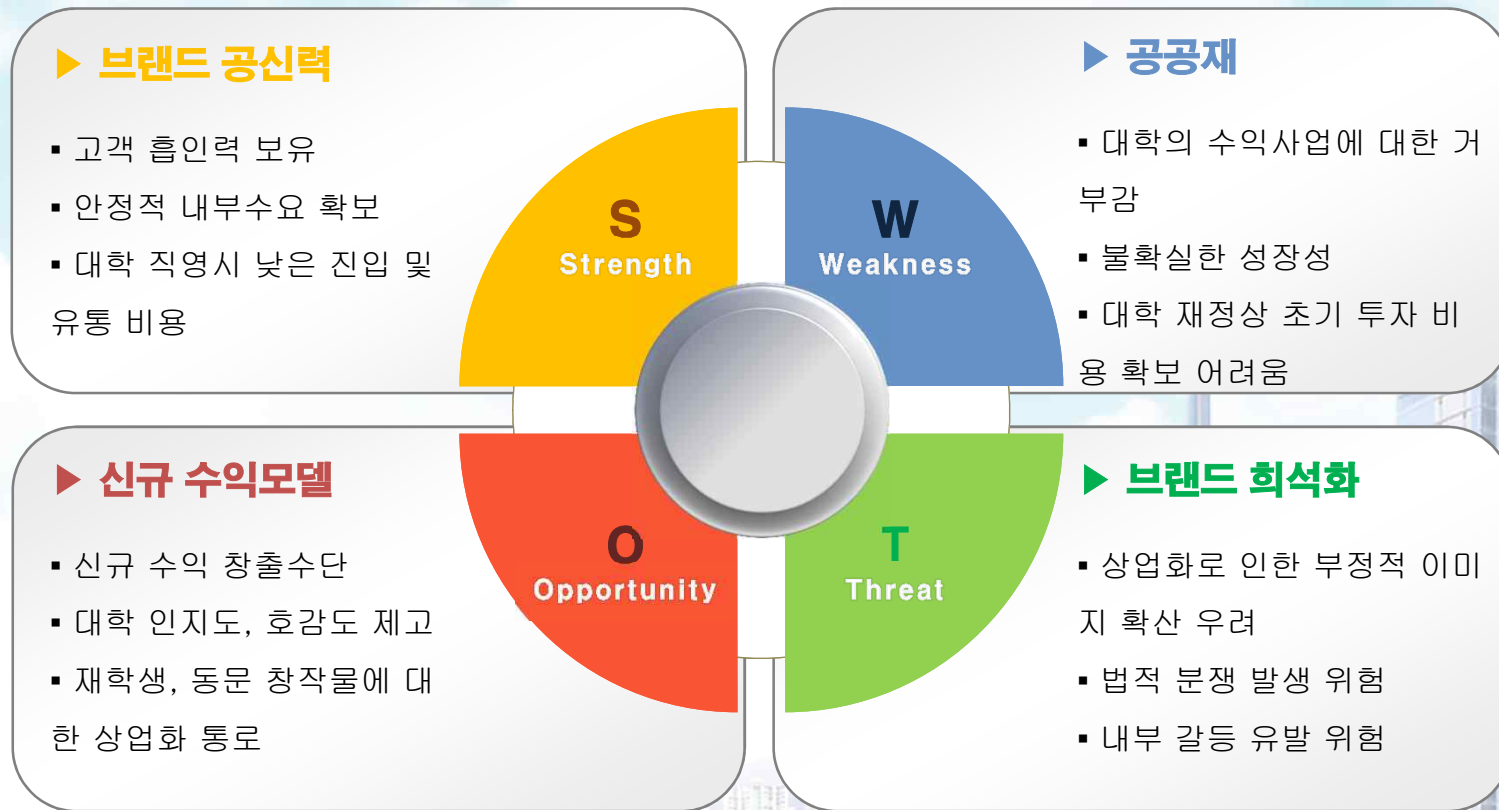 ▶ 브랜드 공신력
▪ 고객 흡인력 보유
▪ 안정적 내부수요 확보
▪ 대학 직영시 낮은 진입 및
유통 비용
S
Strength
▶ 공공재
▪ 대학의 수익사업에 대한 거
부감
▪ 불확실한 성장성
▪ 대학 재정상 초기 투자 비
용 확보 어려움
W
Weakness
▶ 신규 수익모델
▪ 신규 수익 창출수단
▪ 대학 인지도, 호감도 제고
▪ 재학생, 동문 창작물에 대
한 상업화 통로
O
Opportunity
▶ 브랜드 희석화
▪ 상업화로 인한 부정적 이미
지 확산 우려
▪ 법적 분쟁 발생 위험
▪ 내부 갈등 유발 위험
T
Threat